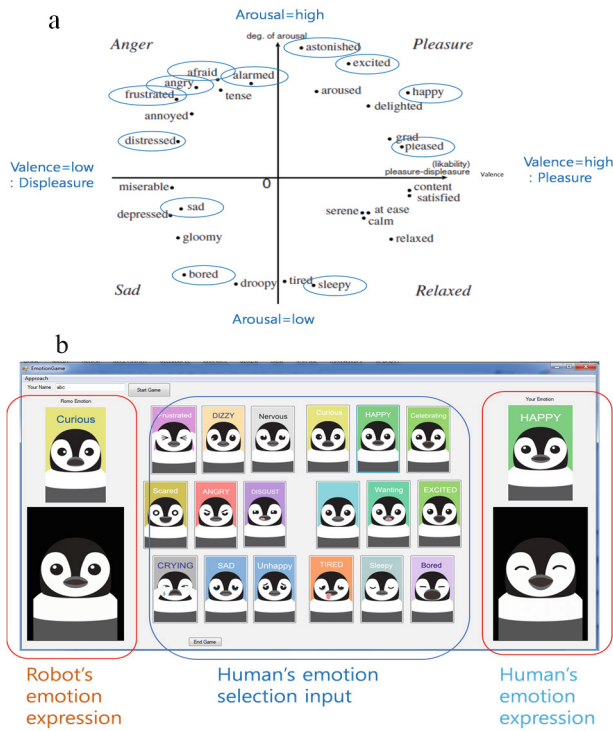 a
Arousal=high
Anger
deg. of arousal
Pleasure
astonished
afraid
alarmed
excited
angry
frustrated
tense
aroused
happy
annoyed
delighted
distressed
grad
pleased
Valence=low
: Displeasure
(likability)
pleasure-displeasure
Valence
Valence=high
: Pleasure
0
miserable
content
satisfied
sad
depressed
serene
at ease
calm
gloomy
relaxed
bored
droopy
tired
sleepy
Sad
Relaxed
Arousal=low
b
EmotionGame
Approach
Your Name
abc
Start Game
Romo Emotion
Your Emotion
Curious
Frustrated
DIZZY
Nervous
Curious
HAPPY
Celebrating
HAPPY
Scared
ANGRY
DISGUST
Wanting
EXCITED
CRYING
SAD
Unhappy
TIRED
Sleepy
Bored
End Game
Robot's
emotion
expression
Human's emotion
selection input
Human's
emotion
expression